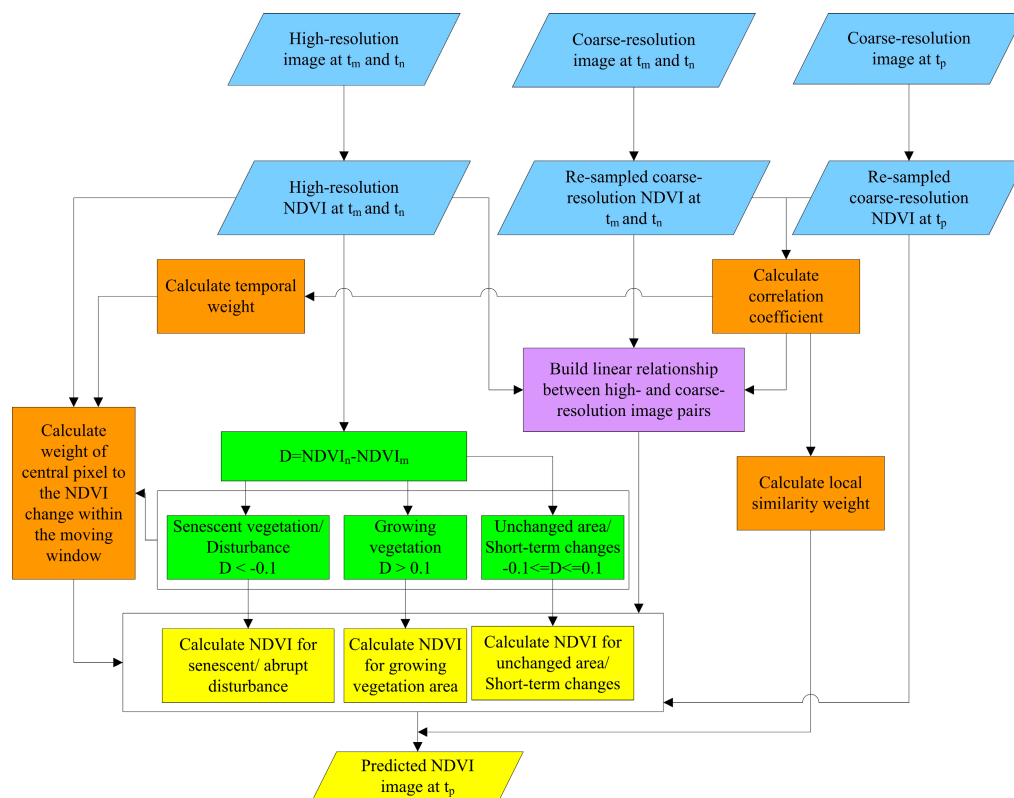 High-resolution
image at tm and tn
Coarse-resolution
image at tm and tn
Coarse-resolution
image at tp
High-resolution
NDVI at tm and tn
Re-sampled coarse-
resolution NDVI at
tm and tn
Re-sampled
coarse-resolution
NDVI at tp
Calculate temporal
weight
Calculate
correlation
coefficient
Build linear relationship
between high- and coarse-
resolution image pairs
Calculate
weight of
central pixel to
the NDVI
change within
the moving
window
D=NDVIn-NDVIm
Calculate local
similarity weight
Senescent vegetation/
Disturbance
D < -0.1
Growing
vegetation
D > 0.1
Unchanged area/
Short-term changes
-0.1<=D<=0.1
Calculate NDVI for
senescent/ abrupt
disturbance
Calculate NDVI
for growing
vegetation area
Calculate NDVI for
unchanged area/
Short-term changes
Predicted NDVI
image at tp